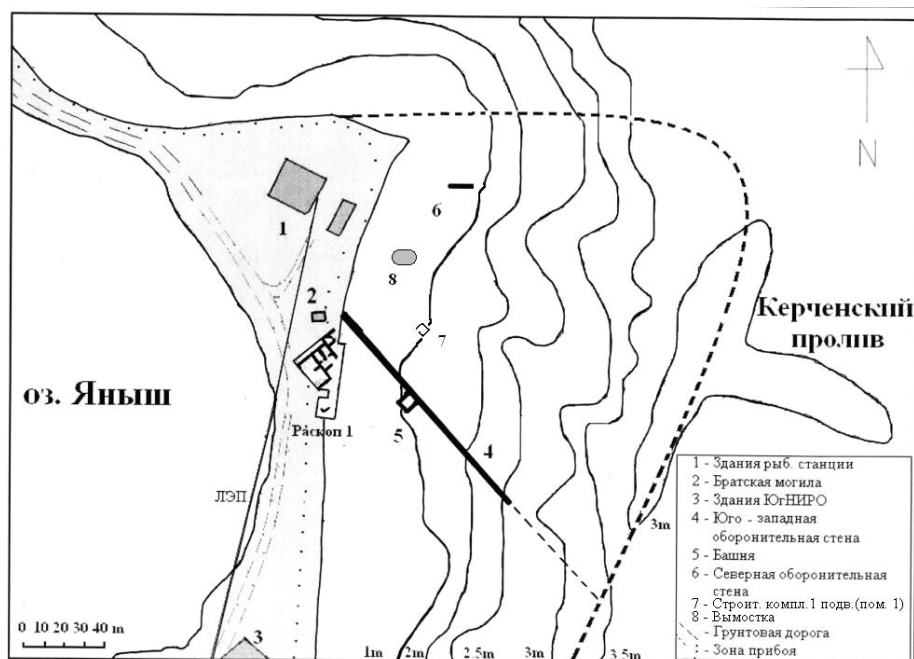 N
1
6
8
2
7
Керченский
пролив
оз. Яныш
Раскоп 1
5
4
ЛЭП
3m
0 10 20 30 40 m
3
1m
2m
2.5m
3m
3.5m
1 - Здания рыб. станции
2 - Братская могила
3 - Здания ЮгНИРО
4 - Юго - западная
оборонительная стена
5 - Башня
6 - Северная оборонительная
стена
7 - Строит. компл.1 подв.(пом. 1)
8 - Вымостка
- Грунтовая дорога
- Зона прибоя